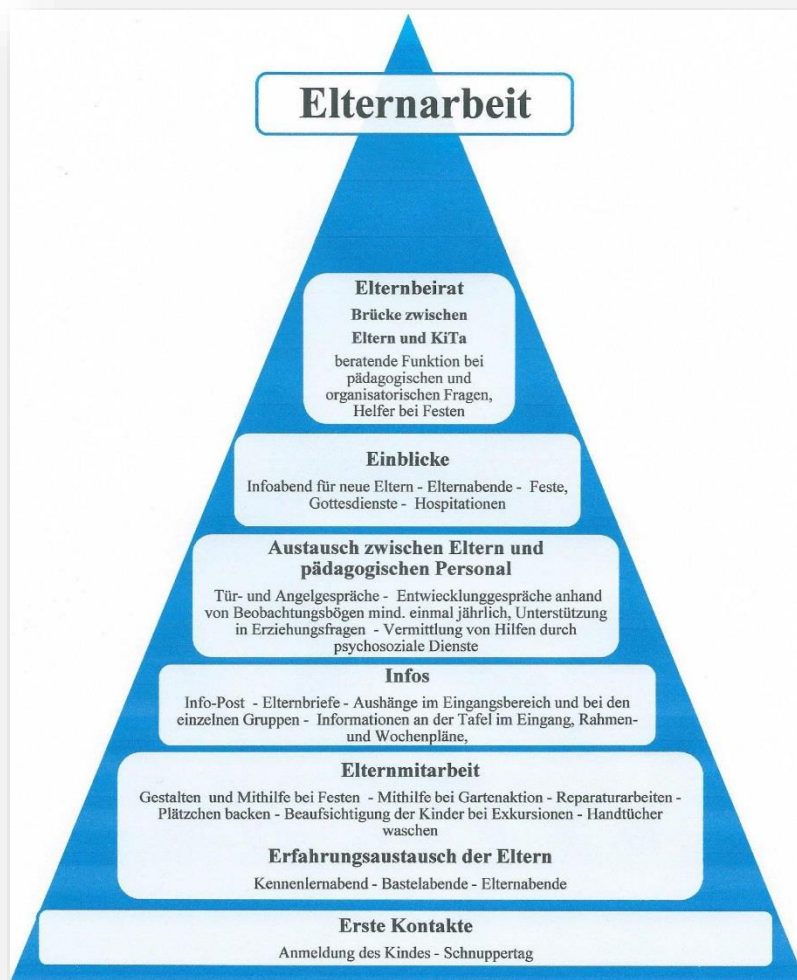 Elternarbeit
Elternbeirat
Brücke zwischen
Eltern und KiTa
beratende Funktion bei
pädagogischen und
organisatorischen Fragen,
Helfer bei Festen
Einblicke
Infoabend für neue Eltern - Elternabende - Feste,
Gottesdienste - Hospitationen
Austausch zwischen Eltern und
pädagogischen Personal
Tür- und Angelgespräche - Entwiecklunggespräche anhand
von Beobachtungsbögen mind. einmal jährlich, Unterstützung
in Erziehungsfragen - Vermittlung von Hilfen durch
psychosoziale Dienste
Infos
Info-Post - Elternbriefe - Aushänge im Eingangsbereich und bei den
einzelnen Gruppen - Informationen an der Tafel im Eingang, Rahmen-
und Wochenpläne,
Elternmitarbeit
Gestalten und Mithilfe bei Festen - Mithilfe bei Gartenaktion - Reparaturarbeiten -
Plätzchen backen - Beaufsichtigung der Kinder bei Exkursionen - Handtücher
waschen
Erfahrungsaustausch der Eltern
Kennenlernabend - Bastelabende - Elternabende
Erste Kontakte
Anmeldung des Kindes - Schnuppertag